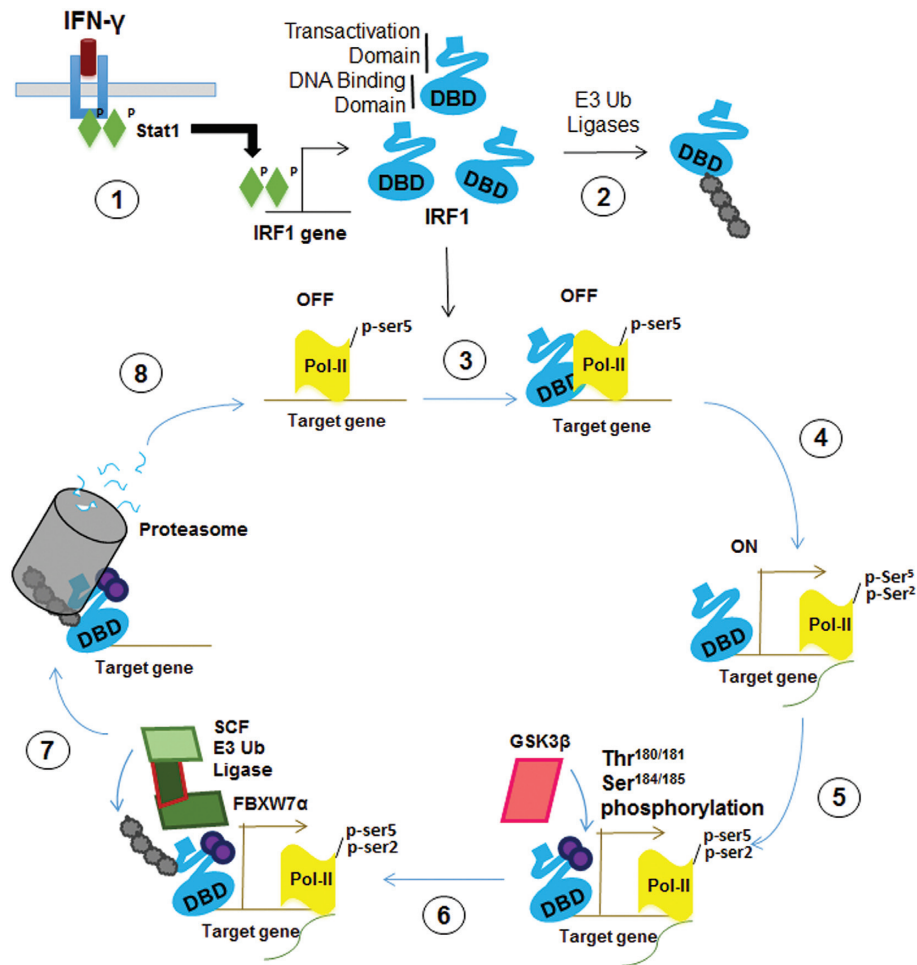 IFN-γ
P P
Stat1
1
P P
IRF1 gene
Transactivation
Domain
DNA Binding
Domain
DBD
DBD
DBD
IRF1
E3 Ub
Ligases
2
DBD
OFF
p-ser5
Pol-II
Target gene
3
OFF
p-ser5
DBD
Pol-II
Target gene
4
ON
p-Ser⁵
p-Ser²
DBD
Pol-II
Target gene
5
GSK3β
Thr¹⁸⁰/¹⁸¹
Ser¹⁸⁴/¹⁸⁵
phosphorylation
p-ser5
p-ser2
DBD
Pol-II
Target gene
6
SCF
E3 Ub
Ligase
FBXW7α
p-ser5
p-ser2
DBD
Pol-II
Target gene
7
Proteasome
DBD
Target gene
8